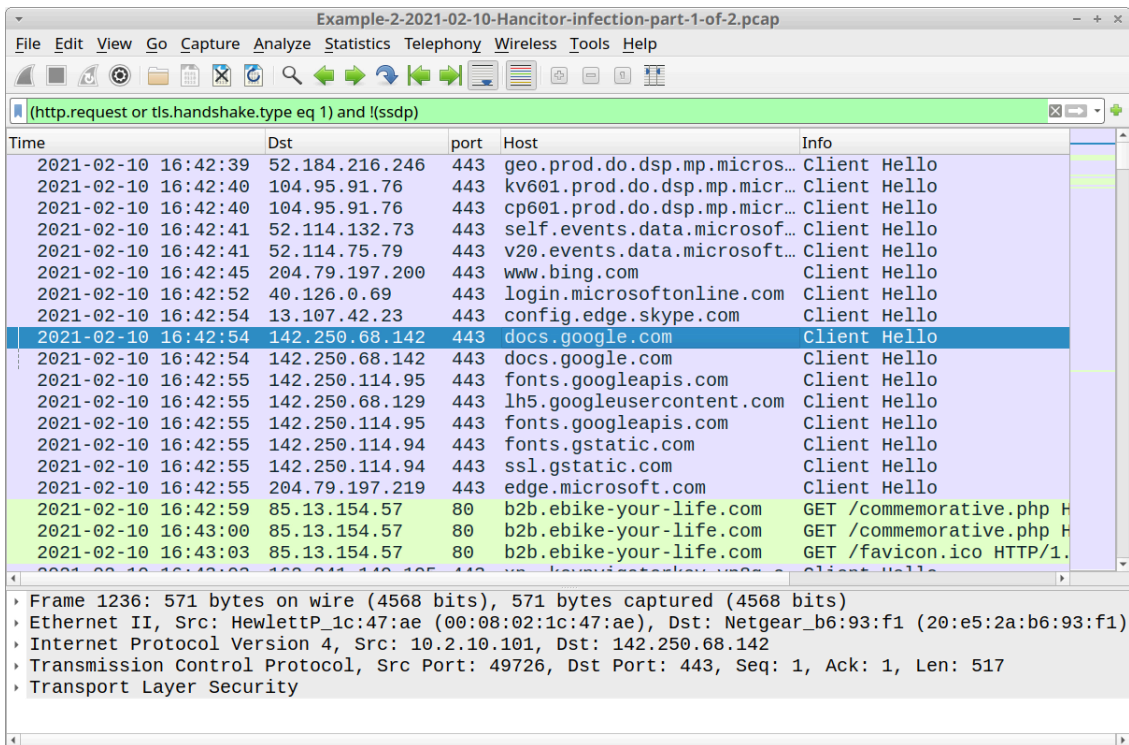 Example-2-2021-02-10-Hancitor-infection-part-1-of-2.pcap
File Edit View Go Capture Analyze Statistics Telephony Wireless Tools Help
(http.request or tls.handshake.type eq 1) and !(ssdp)
Time Dst port Host Info
2021-02-10 16:42:39 52.184.216.246 443 geo.prod.do.dsp.mp.micros… Client Hello
2021-02-10 16:42:40 104.95.91.76 443 kv601.prod.do.dsp.mp.micr… Client Hello
2021-02-10 16:42:40 104.95.91.76 443 cp601.prod.do.dsp.mp.micr… Client Hello
2021-02-10 16:42:41 52.114.132.73 443 self.events.data.microsof… Client Hello
2021-02-10 16:42:41 52.114.75.79 443 v20.events.data.microsoft… Client Hello
2021-02-10 16:42:45 204.79.197.200 443 www.bing.com Client Hello
2021-02-10 16:42:52 40.126.0.69 443 login.microsoftonline.com Client Hello
2021-02-10 16:42:54 13.107.42.23 443 config.edge.skype.com Client Hello
2021-02-10 16:42:54 142.250.68.142 443 docs.google.com Client Hello
2021-02-10 16:42:54 142.250.68.142 443 docs.google.com Client Hello
2021-02-10 16:42:55 142.250.114.95 443 fonts.googleapis.com Client Hello
2021-02-10 16:42:55 142.250.68.129 443 lh5.googleusercontent.com Client Hello
2021-02-10 16:42:55 142.250.114.95 443 fonts.googleapis.com Client Hello
2021-02-10 16:42:55 142.250.114.94 443 fonts.gstatic.com Client Hello
2021-02-10 16:42:55 142.250.114.94 443 ssl.gstatic.com Client Hello
2021-02-10 16:42:55 204.79.197.219 443 edge.microsoft.com Client Hello
2021-02-10 16:42:59 85.13.154.57 80 b2b.ebike-your-life.com GET /commemorative.php H
2021-02-10 16:43:00 85.13.154.57 80 b2b.ebike-your-life.com GET /commemorative.php H
2021-02-10 16:43:03 85.13.154.57 80 b2b.ebike-your-life.com GET /favicon.ico HTTP/1.
Frame 1236: 571 bytes on wire (4568 bits), 571 bytes captured (4568 bits)
Ethernet II, Src: HewlettP_1c:47:ae (00:08:02:1c:47:ae), Dst: Netgear_b6:93:f1 (20:e5:2a:b6:93:f1)
Internet Protocol Version 4, Src: 10.2.10.101, Dst: 142.250.68.142
Transmission Control Protocol, Src Port: 49726, Dst Port: 443, Seq: 1, Ack: 1, Len: 517
Transport Layer Security